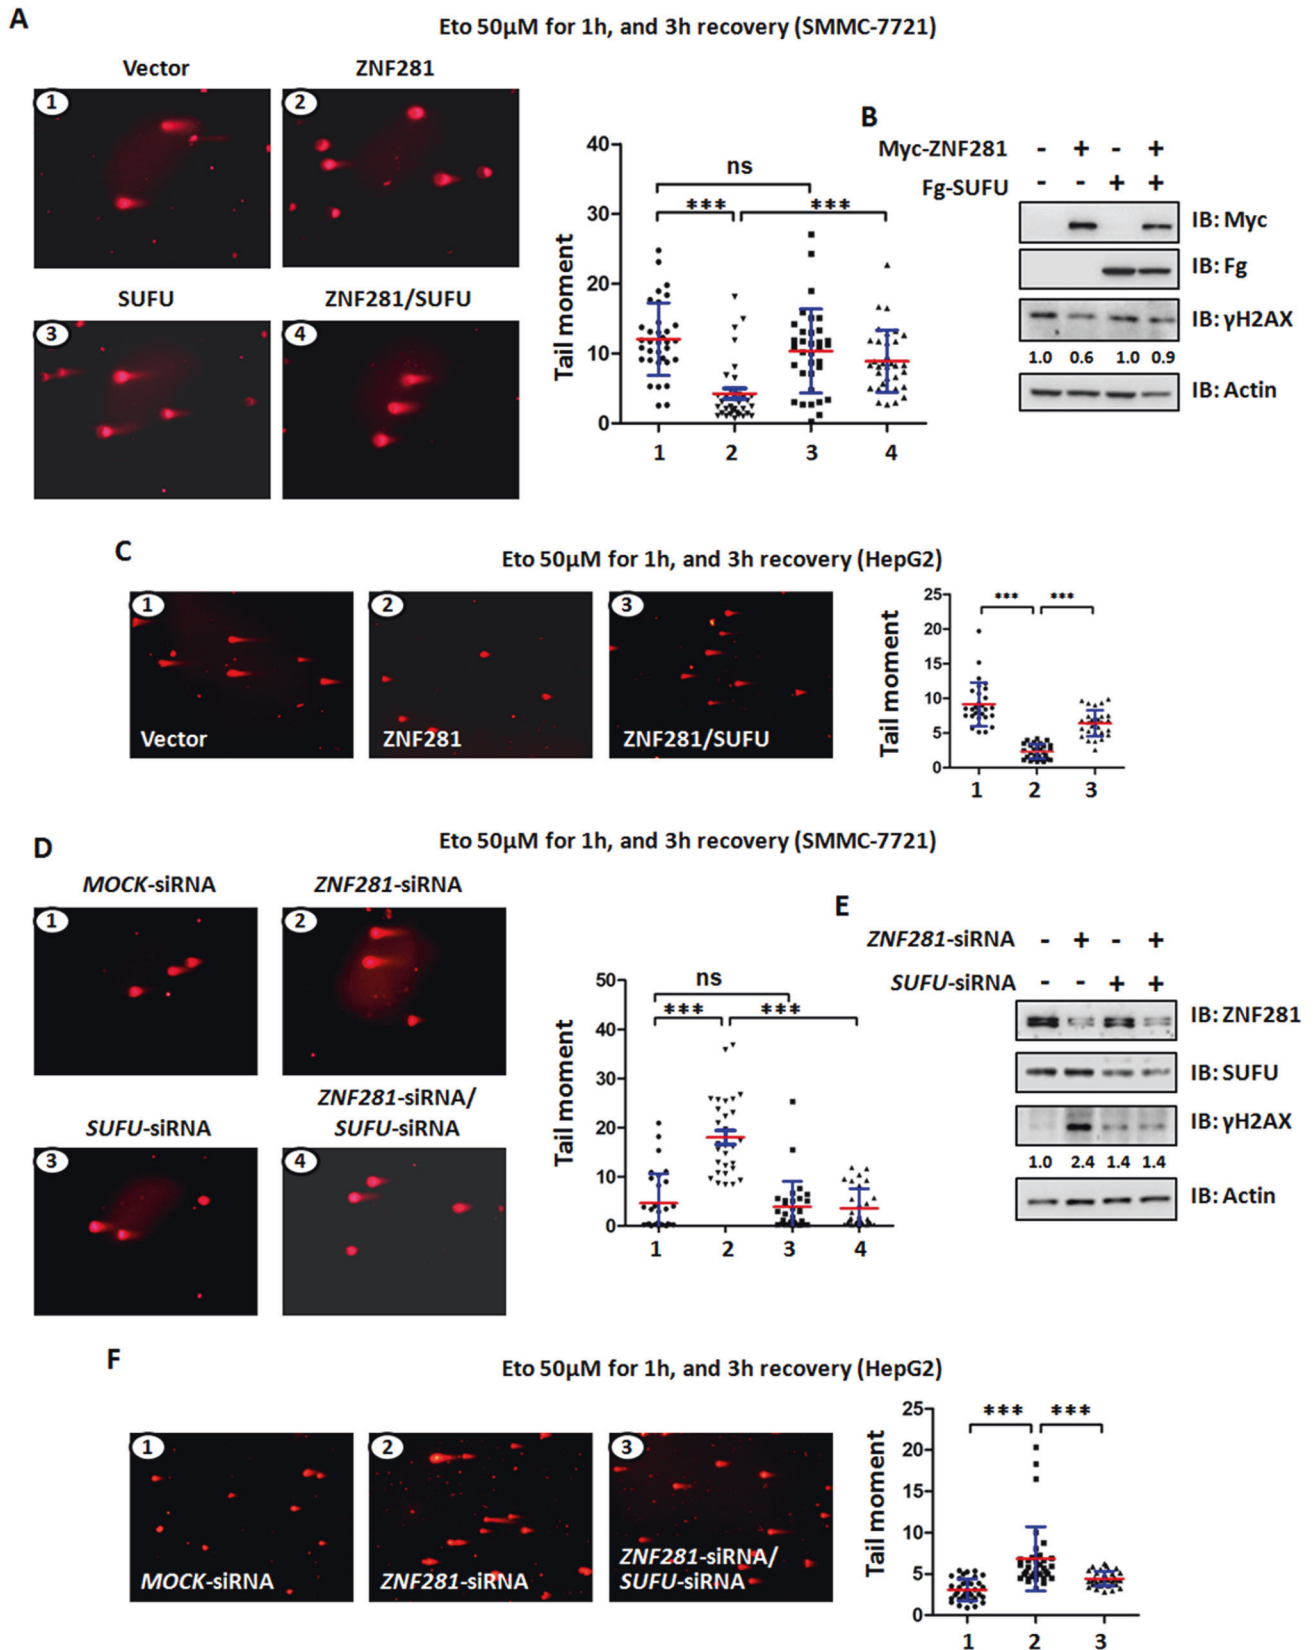 A
Eto 50μM for 1h, and 3h recovery (SMMC-7721)
Vector
ZNF281
1
2
SUFU
ZNF281/SUFU
3
4
Tail moment
40
30
20
10
0
ns
***
***
1 2 3 4
B
Myc-ZNF281 - + - +
Fg-SUFU - - + +
IB: Myc
IB: Fg
IB: γH2AX
1.0 0.6 1.0 0.9
IB: Actin
C
Eto 50μM for 1h, and 3h recovery (HepG2)
1
Vector
2
ZNF281
3
ZNF281/SUFU
Tail moment
25
20
15
10
5
0
***
***
1 2 3
D
Eto 50μM for 1h, and 3h recovery (SMMC-7721)
MOCK-siRNA
ZNF281-siRNA
1
2
SUFU-siRNA
ZNF281-siRNA/
SUFU-siRNA
3
4
Tail moment
50
40
30
20
10
0
ns
***
***
1 2 3 4
E
ZNF281-siRNA - + - +
SUFU-siRNA - - + +
IB: ZNF281
IB: SUFU
IB: γH2AX
1.0 2.4 1.4 1.4
IB: Actin
F
Eto 50μM for 1h, and 3h recovery (HepG2)
1
MOCK-siRNA
2
ZNF281-siRNA
3
ZNF281-siRNA/
SUFU-siRNA
Tail moment
25
20
15
10
5
0
***
***
1 2 3